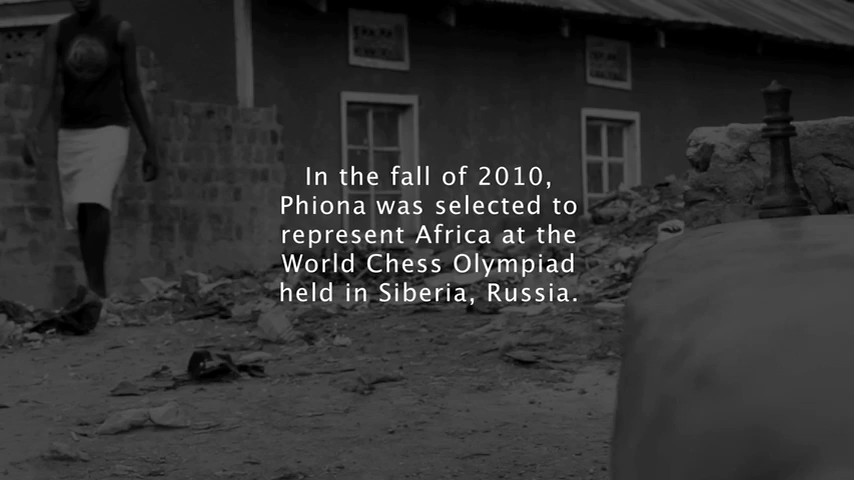 In the fall of 2010,
Phiona was selected to
represent Africa at the
World Chess Olympiad
held in Siberia, Russia.